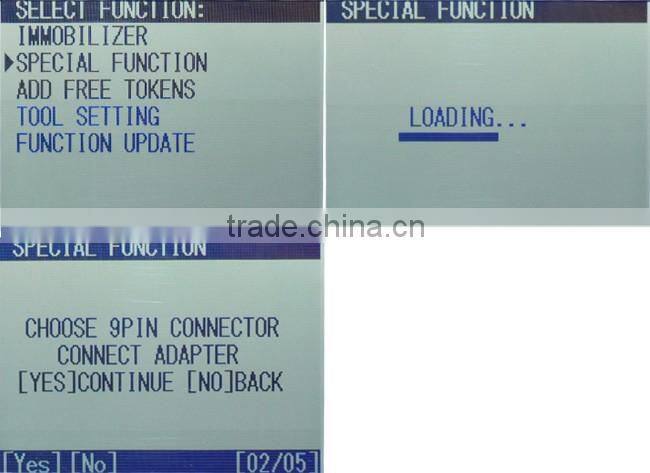 SELECT FUNCTION:
IMMOBILIZER
▶SPECIAL FUNCTION
ADD FREE TOKENS
TOOL SETTING
FUNCTION UPDATE
SPECIAL FUNCTION
LOADING...
trade.china.cn
SPECIAL FUNCTION
CHOOSE 9PIN CONNECTOR
CONNECT ADAPTER
[YES]CONTINUE [NO]BACK
[Yes] [No] [02/05]